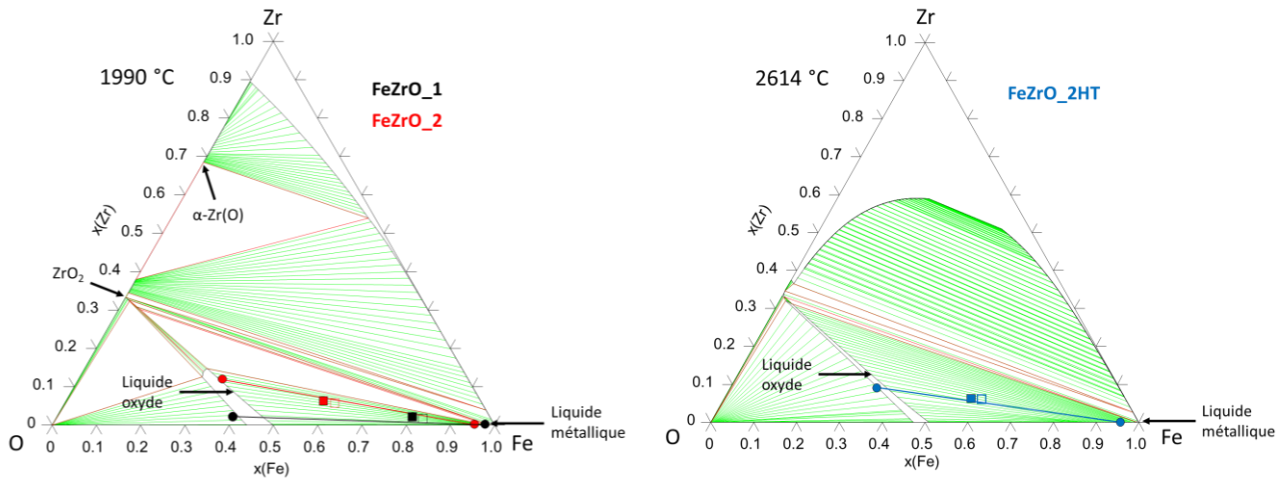 Zr
1990 °C
FeZrO_1
FeZrO_2
1.0
0.9
0.8
0.7
0.6
0.5
0.4
0.3
0.2
0.1
0
x(Zr)
α-Zr(O)
ZrO₂
Liquide
oxyde
Liquide
métallique
O
Fe
0
0.1
0.2
0.3
0.4
0.5
0.6
0.7
0.8
0.9
1.0
x(Fe)
Zr
2614 °C
FeZrO_2HT
1.0
0.9
0.8
0.7
0.6
0.5
0.4
0.3
0.2
0.1
0
x(Zr)
Liquide
oxyde
Liquide
métallique
O
Fe
0
0.1
0.2
0.3
0.4
0.5
0.6
0.7
0.8
0.9
1.0
x(Fe)